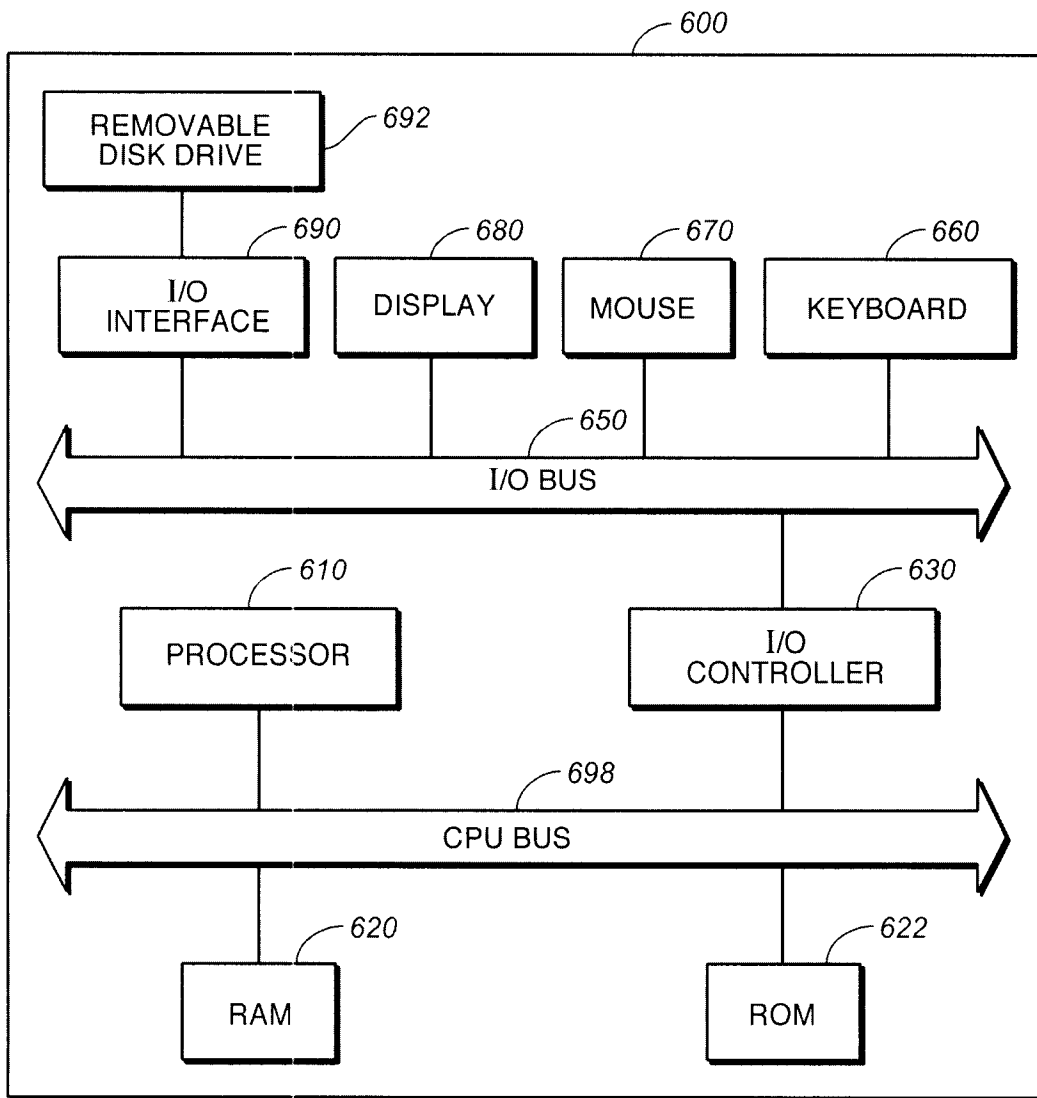 600
REMOVABLE
DISK DRIVE
692
690
680
670
660
I/O
INTERFACE
DISPLAY
MOUSE
KEYBOARD
650
I/O BUS
610
630
PROCESSOR
I/O
CONTROLLER
698
CPU BUS
620
622
RAM
ROM